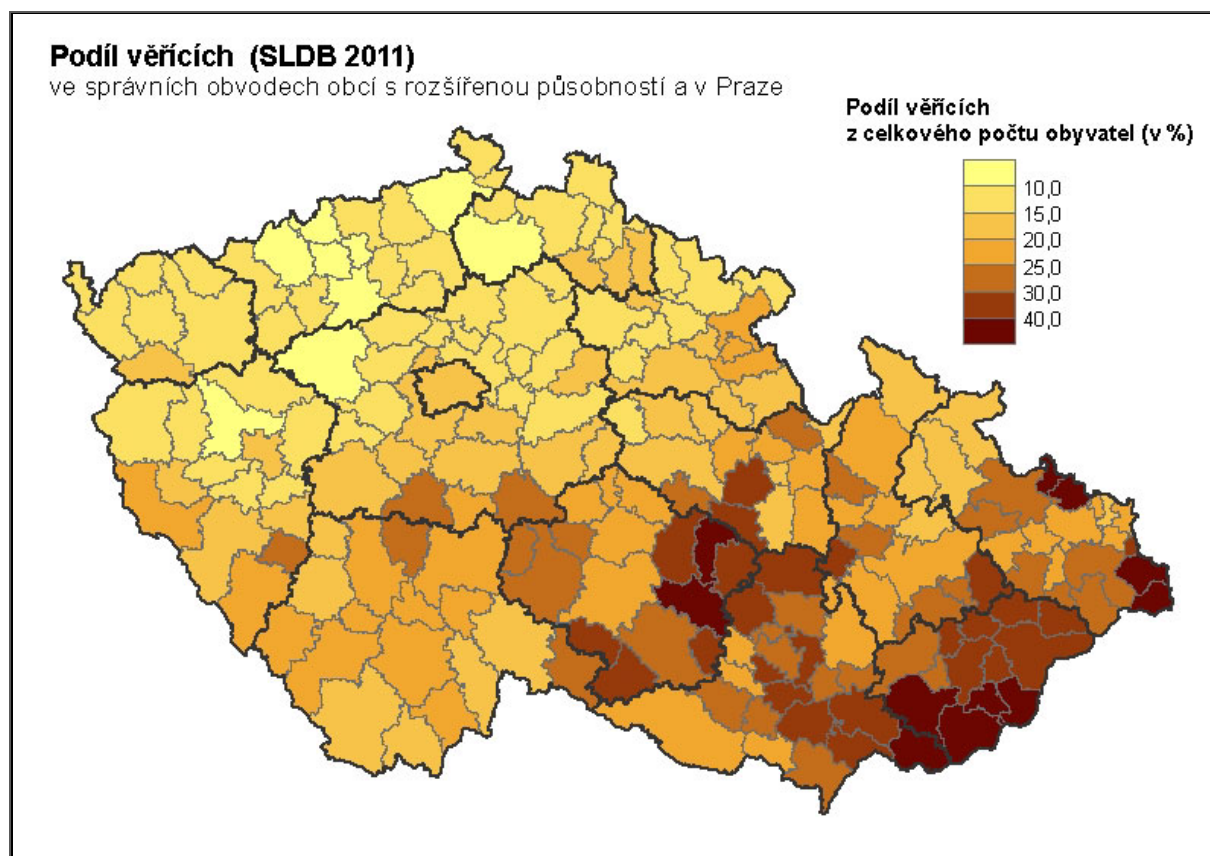 Podíl věřících (SLDB 2011)
ve správních obvodech obcí s rozšířenou působností a v Praze
Podíl věřících
z celkového počtu obyvatel (v %)
10,0
15,0
20,0
25,0
30,0
40,0